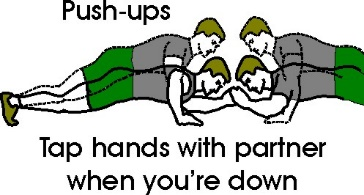 Push-ups
Tap hands with partner
when you're down